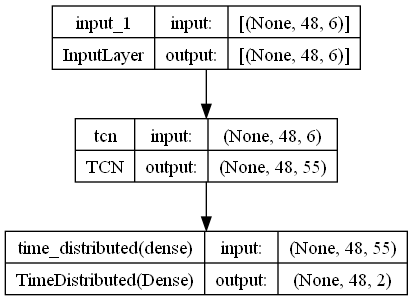 input_1 input: [(None, 48, 6)]
InputLayer output: [(None, 48, 6)]
tcn input: (None, 48, 6)
TCN output: (None, 48, 55)
time_distributed(dense) input: (None, 48, 55)
TimeDistributed(Dense) output: (None, 48, 2)